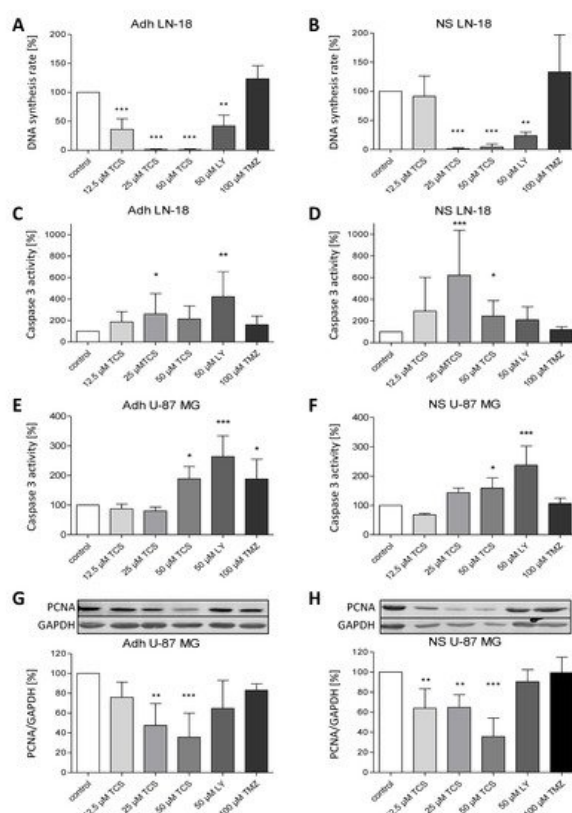 A
Adh LN-18
DNA synthesis rate [%]
150
100
50
0
***
***
***
**
control
12.5 µM TCS
25 µM TCS
50 µM TCS
50 µM LY
100 µM TMZ
B
NS LN-18
DNA synthesis rate [%]
200
150
100
50
0
***
***
**
control
12.5 µM TCS
25 µM TCS
50 µM TCS
50 µM LY
100 µM TMZ
C
Adh LN-18
Caspase 3 activity [%]
1000
800
600
400
200
0
*
**
control
12.5 µM TCS
25 µMTCS
50 µM TCS
50 µM LY
100 µM TMZ
D
NS LN-18
Caspase 3 activity [%]
1000
800
600
400
200
0
***
*
control
12.5 µM TCS
25 µMTCS
50 µM TCS
50 µM LY
100 µM TMZ
E
Adh U-87 MG
Caspase 3 activity [%]
400
300
200
100
0
*
***
*
control
12.5 µM TCS
25 µM TCS
50 µM TCS
50 µM LY
100 µM TMZ
F
NS U-87 MG
Caspase 3 activity [%]
400
300
200
100
0
*
***
control
12.5 µM TCS
25 µM TCS
50 µM TCS
50 µM LY
100 µM TMZ
G
PCNA
GAPDH
Adh U-87 MG
PCNA/GAPDH [%]
120
100
80
60
40
20
0
**
***
control
12.5 µM TCS
25 µM TCS
50 µM TCS
50 µM LY
100 µM TMZ
H
PCNA
GAPDH
NS U-87 MG
PCNA/GAPDH [%]
120
100
80
60
40
20
0
**
**
***
control
12.5 µM TCS
25 µM TCS
50 µM TCS
50 µM LY
100 µM TMZ